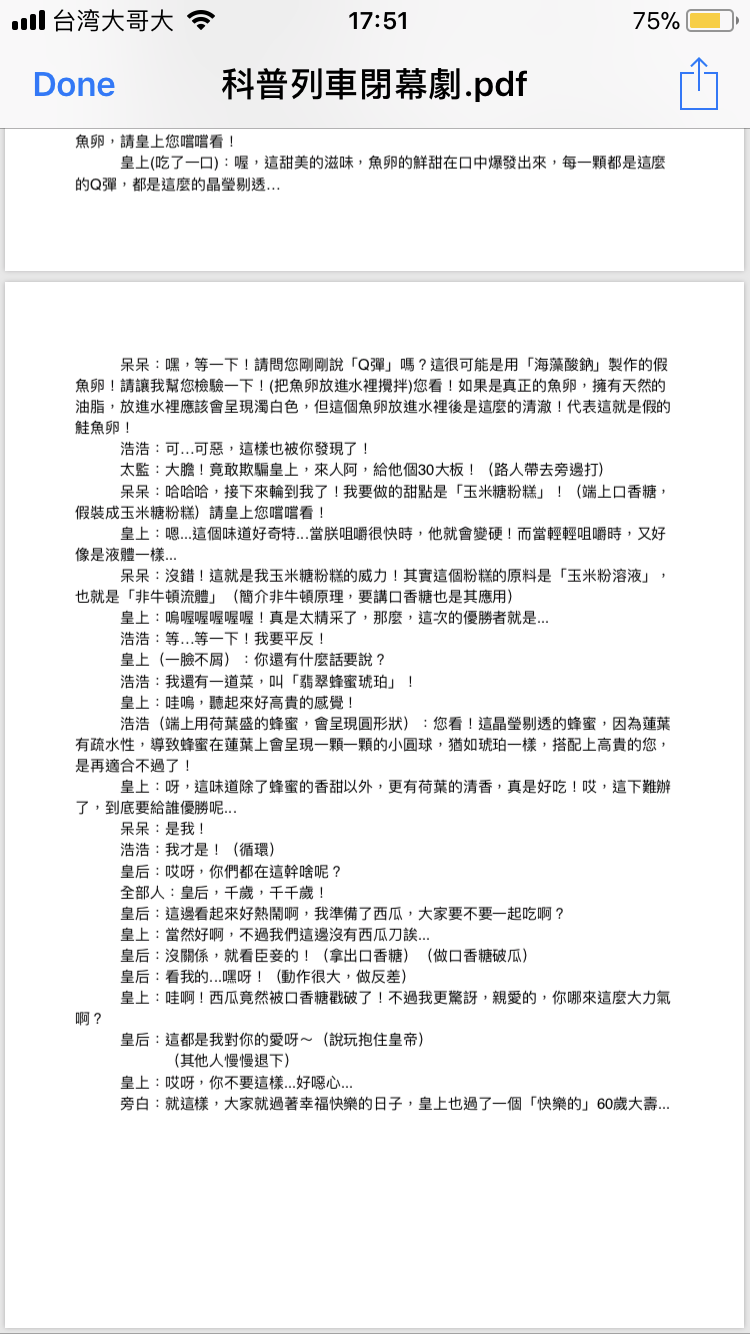 台湾大哥大 17:51 75%
Done 科普列車閉幕劇.pdf
魚卵，請皇上您嚐嚐看！
皇上(吃了一口)：喔，這甜美的滋味，魚卵的鮮甜在口中爆發出來，每一顆都是這麼
的Q彈，都是這麼的晶瑩剔透...
呆呆：嘿，等一下！請問您剛剛說「Q彈」嗎？這很可能是用「海藻酸鈉」製作的假
魚卵！請讓我幫您檢驗一下！(把魚卵放進水裡攪拌)您看！如果是真正的魚卵，擁有天然的
油脂，放進水裡應該會呈現濁白色，但這個魚卵放進水裡後是這麼的清澈！代表這就是假的
鮭魚卵！
浩浩：可...可惡，這樣也被你發現了！
太監：大膽！竟敢欺騙皇上，來人阿，給他個30大板！（路人帶去旁邊打）
呆呆：哈哈哈，接下來輪到我了！我要做的甜點是「玉米糖粉糕」！（端上口香糖，
假裝成玉米糖粉糕）請皇上您嚐嚐看！
皇上：嗯...這個味道好奇特...當朕咀嚼很快時，他就會變硬！而當輕輕咀嚼時，又好
像是液體一樣...
呆呆：沒錯！這就是我玉米糖粉糕的威力！其實這個粉糕的原料是「玉米粉溶液」，
也就是「非牛頓流體」（簡介非牛頓原理，要講口香糖也是其應用）
皇上：嗚喔喔喔喔喔！真是太精采了，那麼，這次的優勝者就是...
浩浩：等...等一下！我要平反！
皇上（一臉不屑）：你還有什麼話要說？
浩浩：我還有一道菜，叫「翡翠蜂蜜琥珀」！
皇上：哇嗚，聽起來好高貴的感覺！
浩浩（端上用荷葉盛的蜂蜜，會呈現圓形狀）：您看！這晶瑩剔透的蜂蜜，因為蓮葉
有疏水性，導致蜂蜜在蓮葉上會呈現一顆一顆的小圓球，猶如琥珀一樣，搭配上高貴的您，
是再適合不過了！
皇上：呀，這味道除了蜂蜜的香甜以外，更有荷葉的清香，真是好吃！哎，這下難辦
了，到底要給誰優勝呢...
呆呆：是我！
浩浩：我才是！（循環）
皇后：哎呀，你們都在這幹啥呢？
全部人：皇后，千歲，千千歲！
皇后：這邊看起來好熱鬧啊，我準備了西瓜，大家要不要一起吃啊？
皇上：當然好啊，不過我們這邊沒有西瓜刀誒...
皇后：沒關係，就看臣妾的！（拿出口香糖）（做口香糖破瓜）
皇后：看我的...嘿呀！（動作很大，做反差）
皇上：哇啊！西瓜竟然被口香糖戳破了！不過我更驚訝，親愛的，你哪來這麼大力氣
啊？
皇后：這都是我對你的愛呀～（說玩抱住皇帝）
（其他人慢慢退下）
皇上：哎呀，你不要這樣...好噁心...
旁白：就這樣，大家就過著幸福快樂的日子，皇上也過了一個「快樂的」60歲大壽...